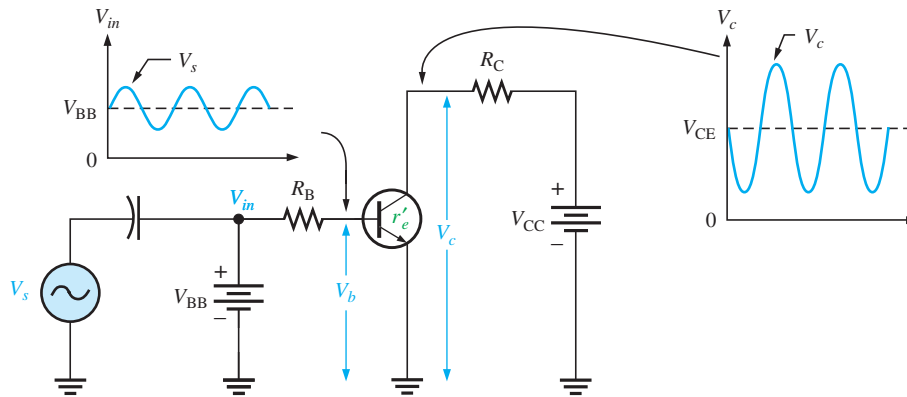 V_in
V_s
V_BB
0
R_C
V_c
V_c
V_CE
0
V_in
R_B
r'_e
V_c
+
V_CC
−
V_s
+
V_BB
−
V_b